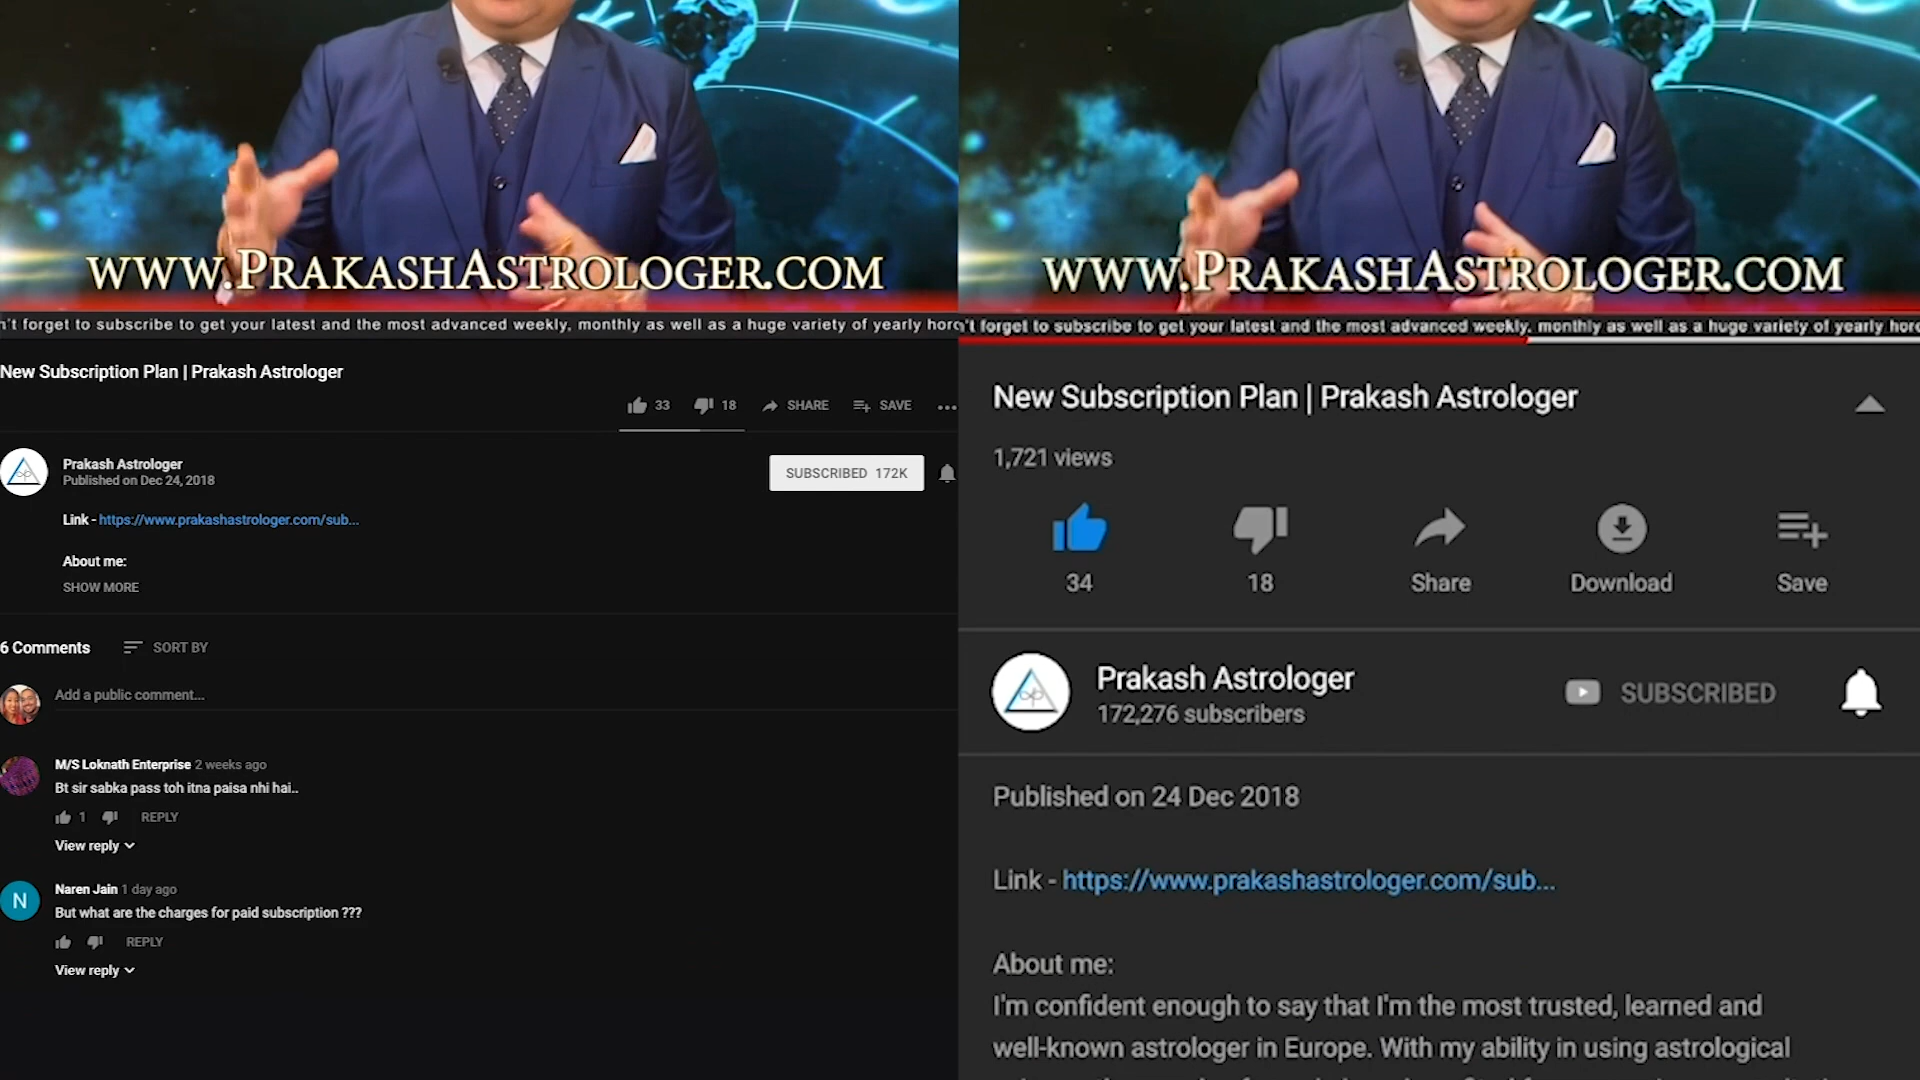 www.PrakashAstrologer.com
n't forget to subscribe to get your latest and the most advanced weekly, monthly as well as a huge variety of yearly horo
New Subscription Plan | Prakash Astrologer
33
18
SHARE
SAVE
Prakash Astrologer
Published on Dec 24, 2018
SUBSCRIBED 172K
Link - https://www.prakashastrologer.com/sub...
About me:
SHOW MORE
6 Comments
SORT BY
Add a public comment...
M/S Loknath Enterprise 2 weeks ago
Bt sir sabka pass toh itna paisa nhi hai..
1
REPLY
View reply
N
Naren Jain 1 day ago
But what are the charges for paid subscription ???
REPLY
View reply
www.PrakashAstrologer.com
't forget to subscribe to get your latest and the most advanced weekly, monthly as well as a huge variety of yearly horo
New Subscription Plan | Prakash Astrologer
1,721 views
34
18
Share
Download
Save
Prakash Astrologer
172,276 subscribers
SUBSCRIBED
Published on 24 Dec 2018
Link - https://www.prakashastrologer.com/sub...
About me:
I'm confident enough to say that I'm the most trusted, learned and
well-known astrologer in Europe. With my ability in using astrological